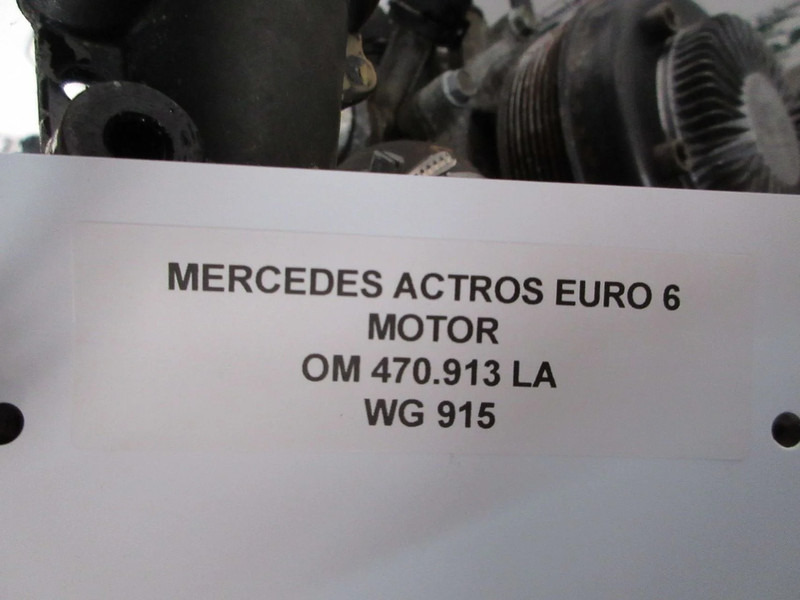 MERCEDES ACTROS EURO 6
MOTOR
OM 470.913 LA
WG 915